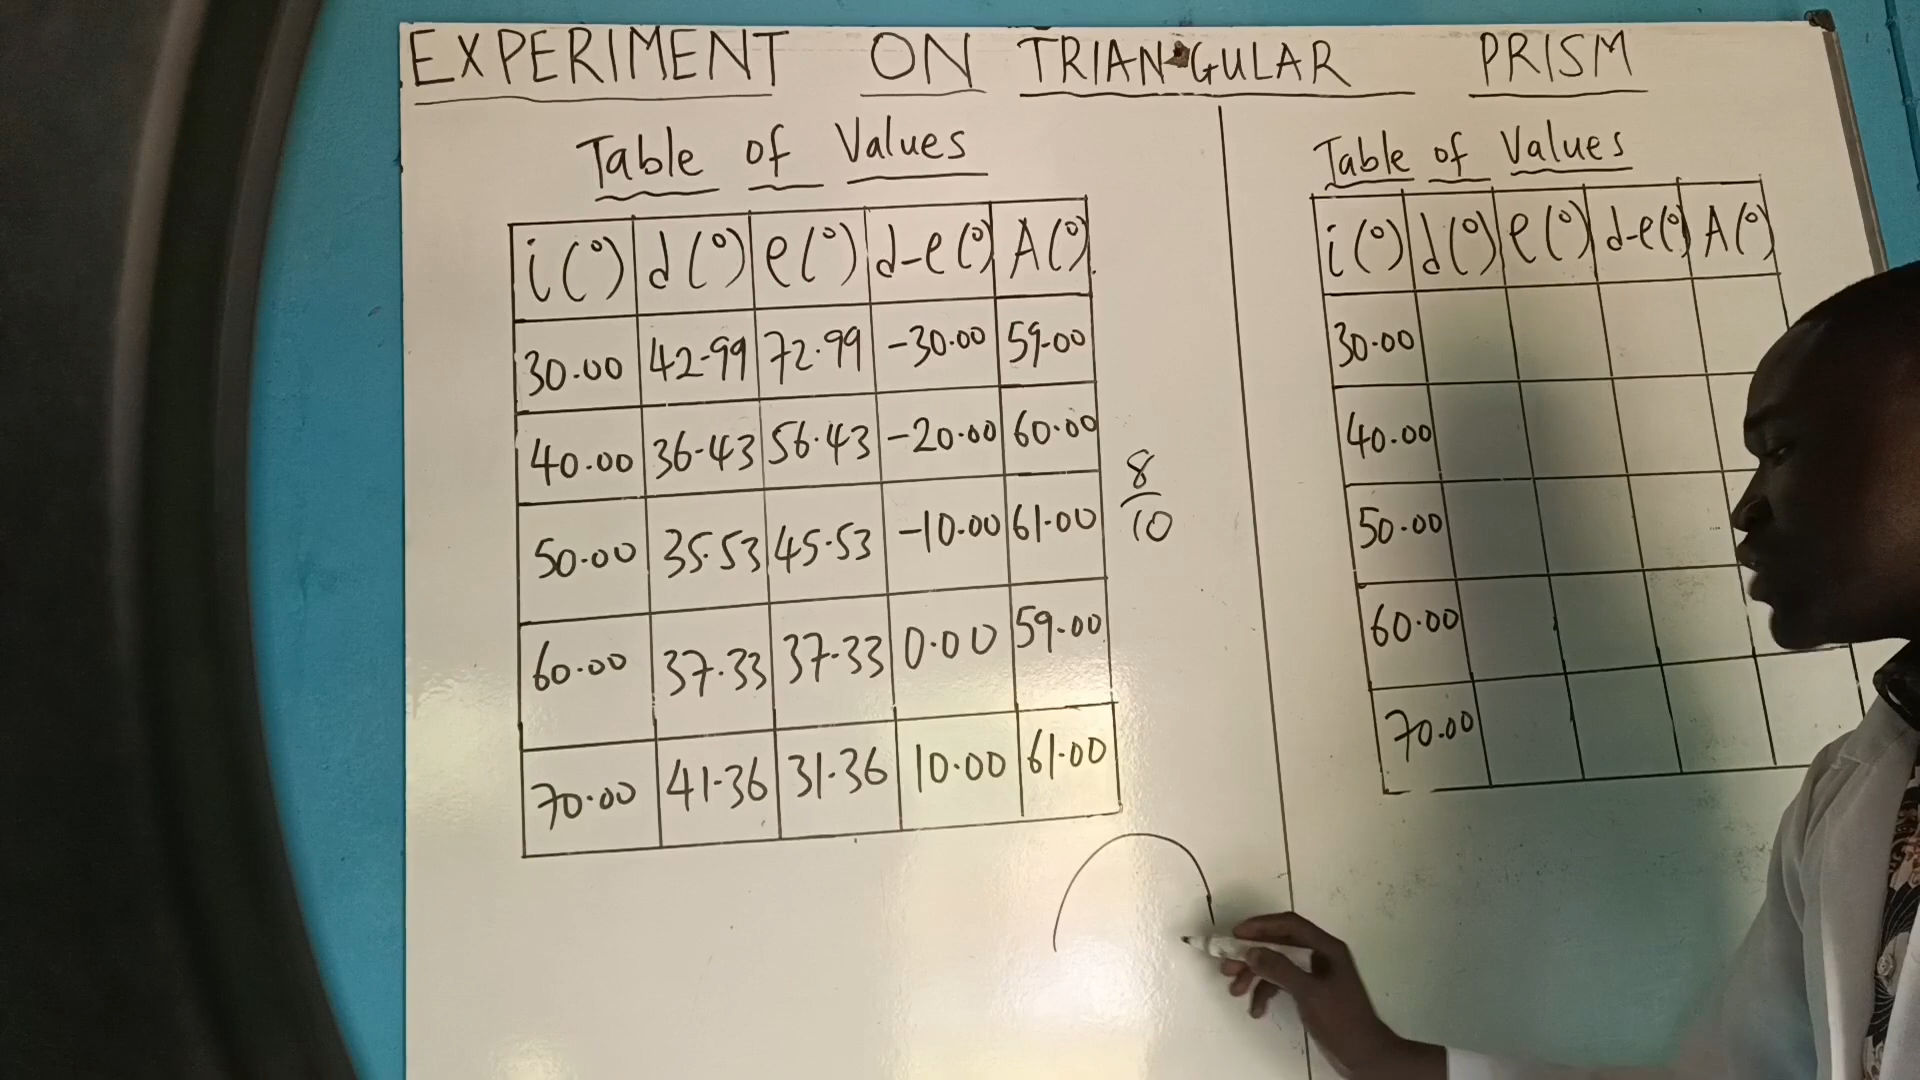 EXPERIMENT ON TRIANGULAR PRISM
Table of Values
i(°) d(°) e(°) d-e(°) A(°)
30.00 42.99 72.99 -30.00 59.00
40.00 36.43 56.43 -20.00 60.00
50.00 35.53 45.53 -10.00 61.00
60.00 37.33 37.33 0.00 59.00
70.00 41.36 31.36 10.00 61.00
8
10
Table of Values
i(°) d(°) e(°) d-e(°) A(°)
30.00
40.00
50.00
60.00
70.00